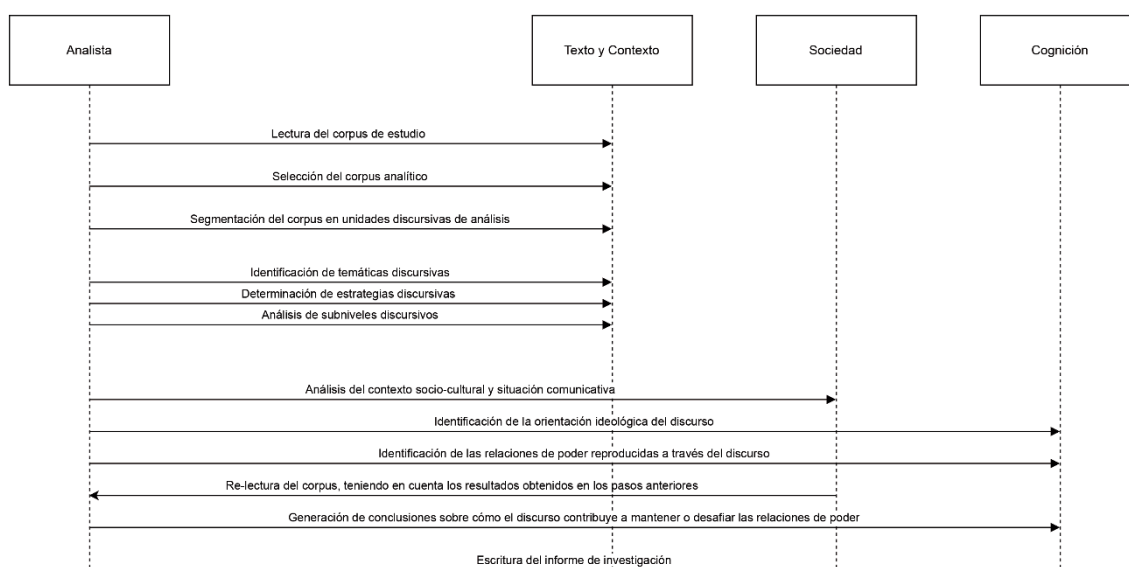 Analista
Texto y Contexto
Sociedad
Cognición
Lectura del corpus de estudio
Selección del corpus analítico
Segmentación del corpus en unidades discursivas de análisis
Identificación de temáticas discursivas
Determinación de estrategias discursivas
Análisis de subniveles discursivos
Análisis del contexto socio-cultural y situación comunicativa
Identificación de la orientación ideológica del discurso
Identificación de las relaciones de poder reproducidas a través del discurso
Re-lectura del corpus, teniendo en cuenta los resultados obtenidos en los pasos anteriores
Generación de conclusiones sobre cómo el discurso contribuye a mantener o desafiar las relaciones de poder
Escritura del informe de investigación